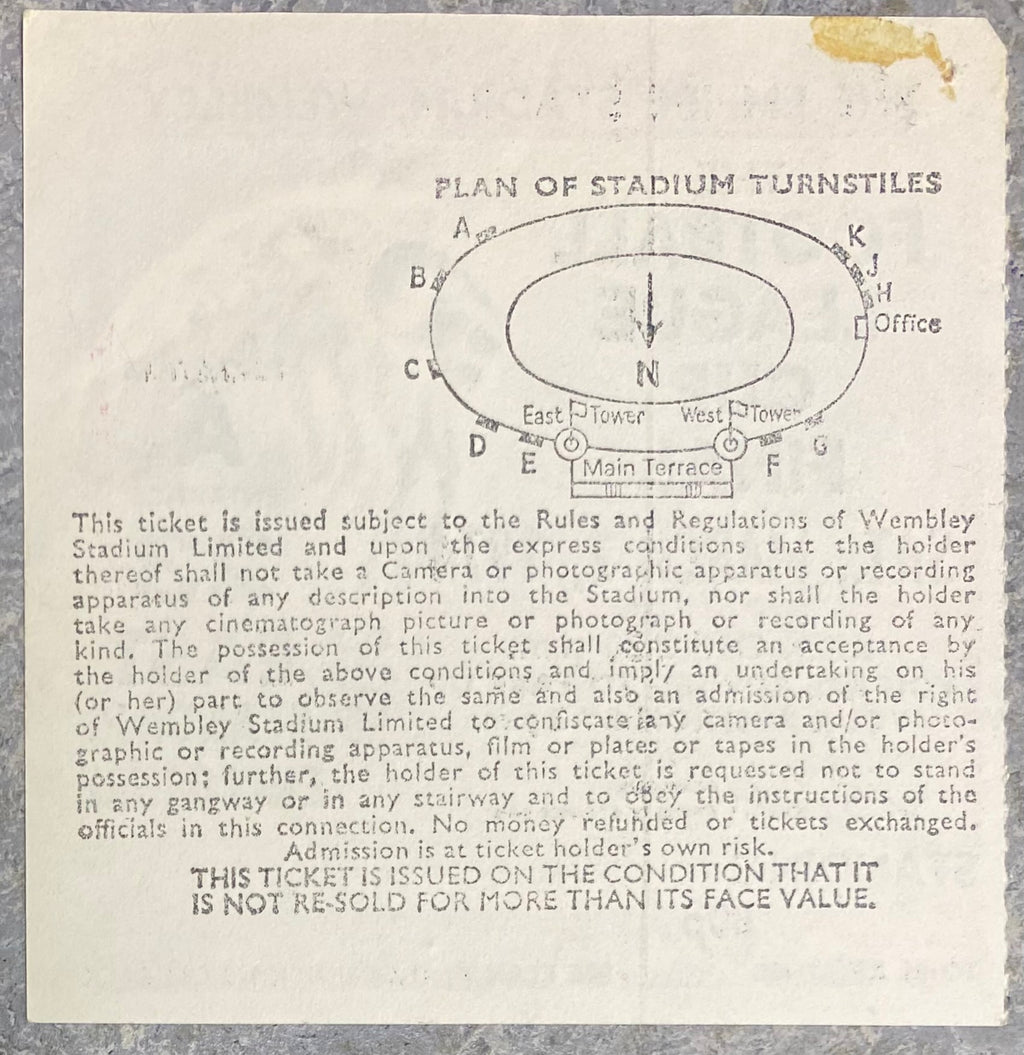 PLAN OF STADIUM TURNSTILES
A
K
B
J
H
Office
C
N
East Tower
West Tower
D
E
F
G
Main Terrace
This ticket is issued subject to the Rules and Regulations of Wembley
Stadium Limited and upon the express conditions that the holder
thereof shall not take a Camera or photographic apparatus or recording
apparatus of any description into the Stadium, nor shall the holder
take any cinematograph picture or photograph or recording of any
kind. The possession of this ticket shall constitute an acceptance by
the holder of the above conditions and imply an undertaking on his
(or her) part to observe the same and also an admission of the right
of Wembley Stadium Limited to confiscate any camera and/or photo-
graphic or recording apparatus, film or plates or tapes in the holder's
possession; further, the holder of this ticket is requested not to stand
in any gangway or in any stairway and to obey the instructions of the
officials in this connection. No money refunded or tickets exchanged.
Admission is at ticket holder's own risk.
THIS TICKET IS ISSUED ON THE CONDITION THAT IT
IS NOT RE-SOLD FOR MORE THAN ITS FACE VALUE.